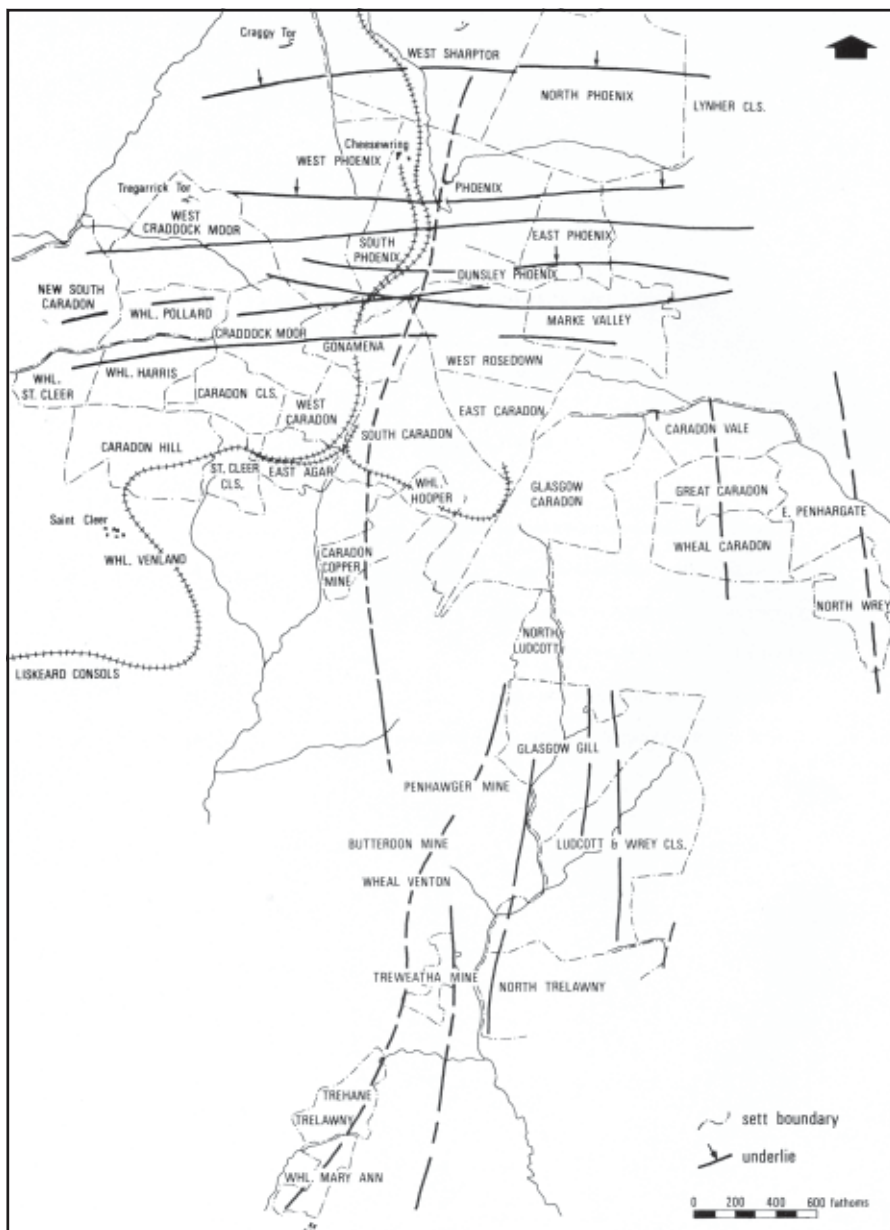 Craggy Tor
WEST SHARPTOR
NORTH PHOENIX
LYNHER CLS.
Cheesewring
WEST PHOENIX
Tregarrick Tor
PHOENIX
WEST
CRADDOCK MOOR
EAST PHOENIX
SOUTH
PHOENIX
DUNSLEY PHOENIX
NEW SOUTH
CARADON
WHL. POLLARD
MARKE VALLEY
CRADDOCK MOOR
GONAMENA
WEST ROSEDOWN
WHL.
ST. CLEER
WHL. HARRIS
CARADON CLS.
WEST
CARADON
EAST CARADON
SOUTH CARADON
CARADON VALE
CARADON HILL
ST. CLEER
CLS.
EAST AGAR
WHL.
HOOPER
GLASGOW
CARADON
GREAT CARADON
E. PENHARGATE
Saint Cleer
WHL. VENLAND
CARADON
COPPER
MINE
WHEAL CARADON
NORTH WREY
NORTH
LUDCOTT
LISKEARD CONSOLS
GLASGOW GILL
PENHAWGER MINE
BUTTERDON MINE
LUDCOTT & WREY CLS.
WHEAL VENTON
TREWEATHA MINE
NORTH TRELAWNY
TREHANE
TRELAWNY
WHL. MARY ANN
sett boundary
underlie
0 200 400 600 fathoms